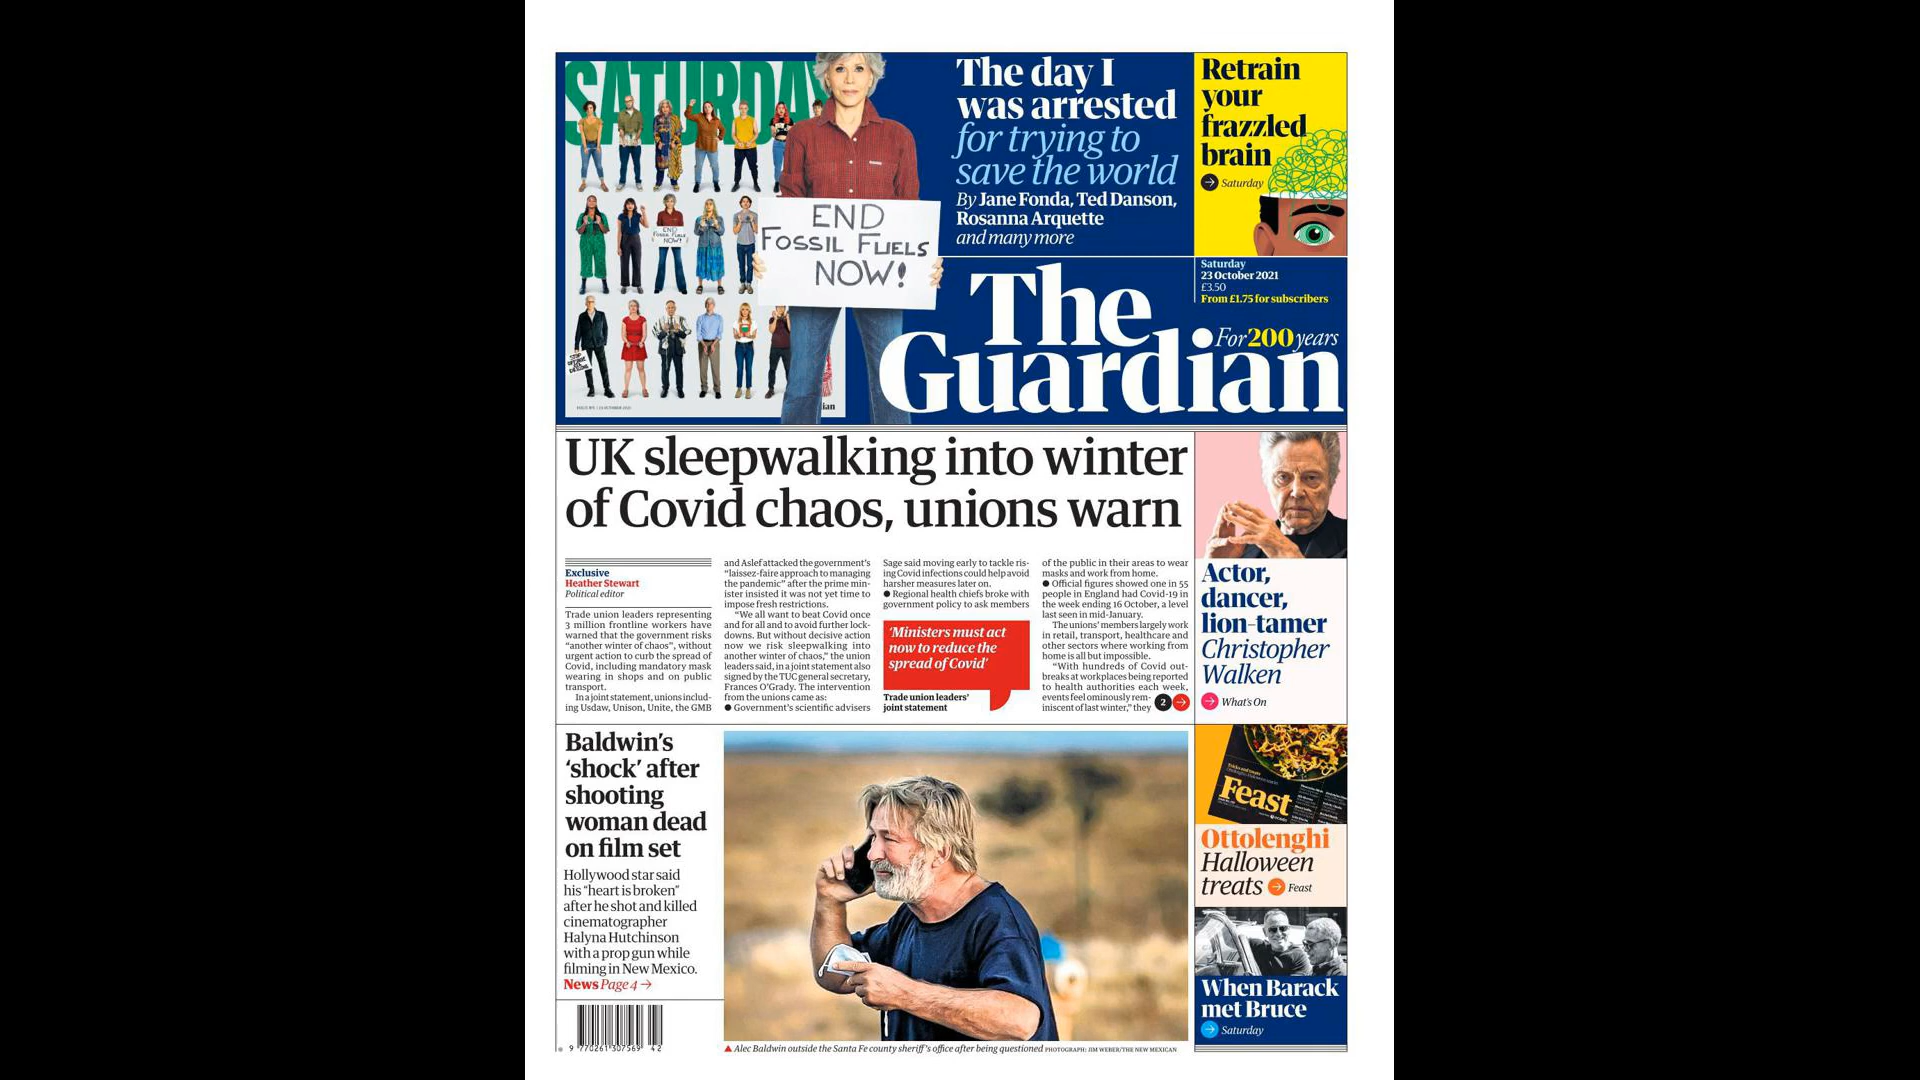 SATURDAY
END
FOSSIL FUELS
NOW!
END
FOSSIL FUELS
NOW!
The day I
was arrested
for trying to
save the world
By Jane Fonda, Ted Danson,
Rosanna Arquette
and many more
Retrain
your
frazzled
brain
Saturday
Saturday
23 October 2021
£3.50
From £1.75 for subscribers
The
Guardian
For 200 years
UK sleepwalking into winter
of Covid chaos, unions warn
Exclusive
Heather Stewart
Political editor
Trade union leaders representing
3 million frontline workers have
warned that the government risks
“another winter of chaos”, without
urgent action to curb the spread of
Covid, including mandatory mask
wearing in shops and on public
transport.
In a joint statement, unions includ-
ing Usdaw, Unison, Unite, the GMB
and Aslef attacked the government’s
“laissez-faire approach to managing
the pandemic” after the prime min-
ister insisted it was not yet time to
impose fresh restrictions.
“We all want to beat Covid once
and for all and to avoid further lock-
downs. But without decisive action
now we risk sleepwalking into
another winter of chaos,” the union
leaders said, in a joint statement also
signed by the TUC general secretary,
Frances O’Grady. The intervention
from the unions came as:
● Government’s scientific advisers
Sage said moving early to tackle ris-
ing Covid infections could help avoid
harsher measures later on.
● Regional health chiefs broke with
government policy to ask members
‘Ministers must act
now to reduce the
spread of Covid’
Trade union leaders’
joint statement
of the public in their areas to wear
masks and work from home.
● Official figures showed one in 55
people in England had Covid-19 in
the week ending 16 October, a level
last seen in mid-January.
The unions’ members largely work
in retail, transport, healthcare and
other sectors where working from
home is all but impossible.
“With hundreds of Covid out-
breaks at workplaces being reported
to health authorities each week,
events feel ominously rem-
iniscent of last winter,” they 2
Actor,
dancer,
lion-tamer
Christopher
Walken
What's On
Baldwin’s
‘shock’ after
shooting
woman dead
on film set
Hollywood star said
his “heart is broken”
after he shot and killed
cinematographer
Halyna Hutchinson
with a prop gun while
filming in New Mexico.
News Page 4
9 770261 307569 42
Alec Baldwin outside the Santa Fe county sheriff’s office after being questioned PHOTOGRAPH: JIM WEBER/THE NEW MEXICAN
Feast
Ottolenghi
Halloween
treats Feast
When Barack
met Bruce
Saturday